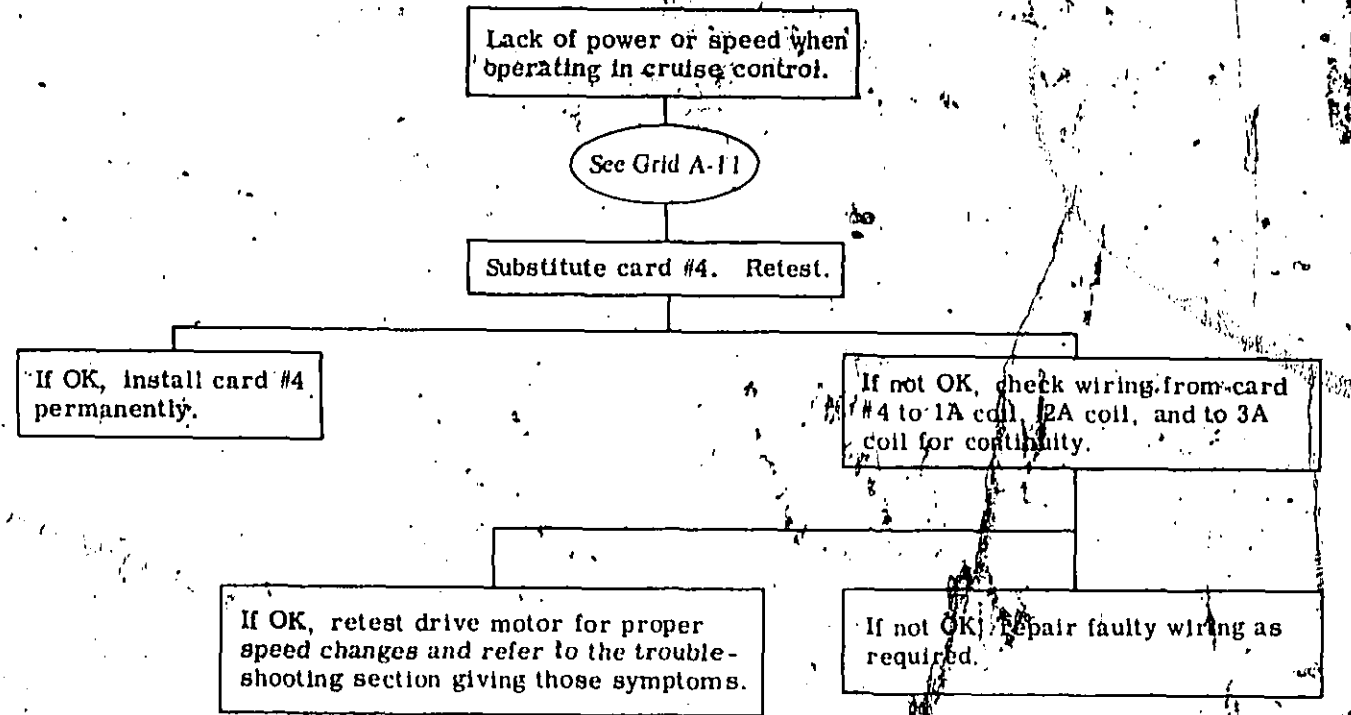 Lack of power or speed when
operating in cruise control.
See Grid A-11
Substitute card #4. Retest.
If OK, install card #4
permanently.
If not OK, check wiring from card
#4 to 1A coil, 2A coil, and to 3A
coil for continuity.
If OK, retest drive motor for proper
speed changes and refer to the trouble-
shooting section giving those symptoms.
If not OK, repair faulty wiring as
required.